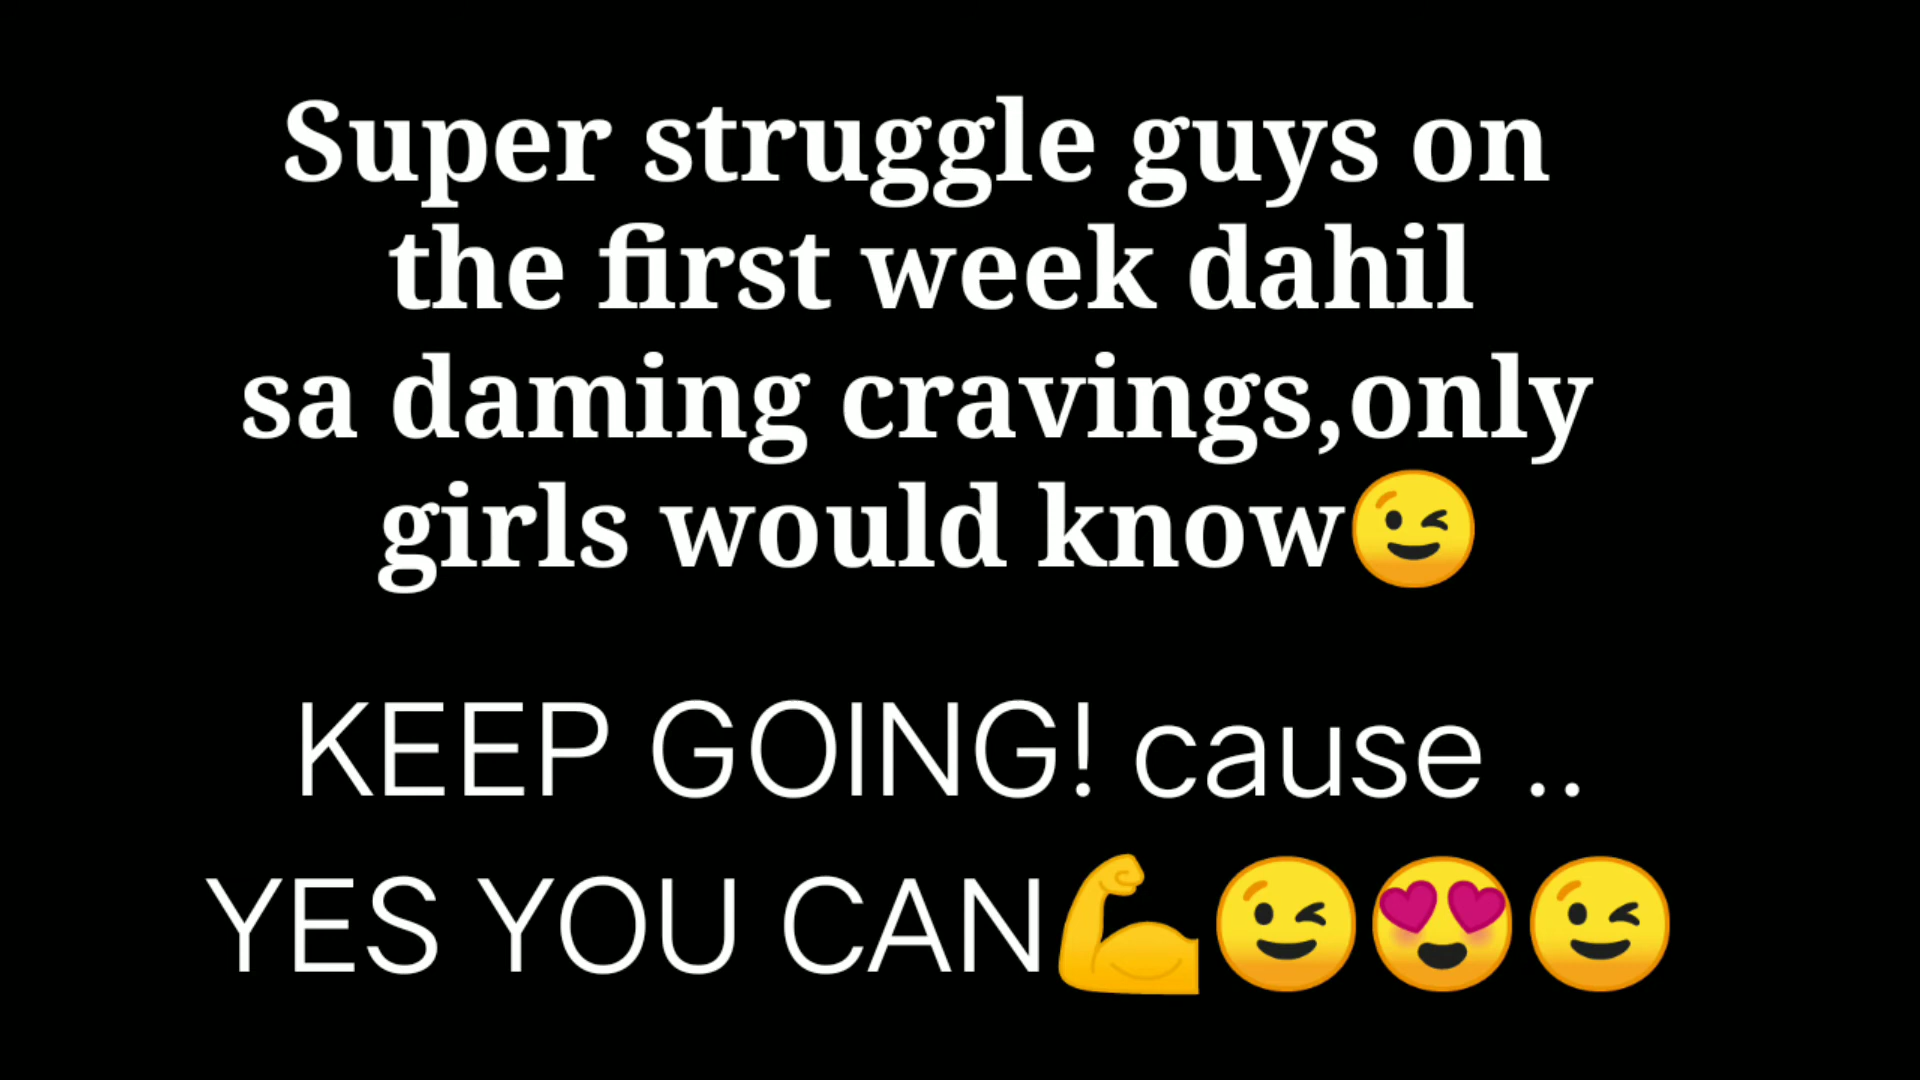 Super struggle guys on
the first week dahil
sa daming cravings,only
girls would know😉
KEEP GOING! cause ..
YES YOU CAN💪😉😍😉